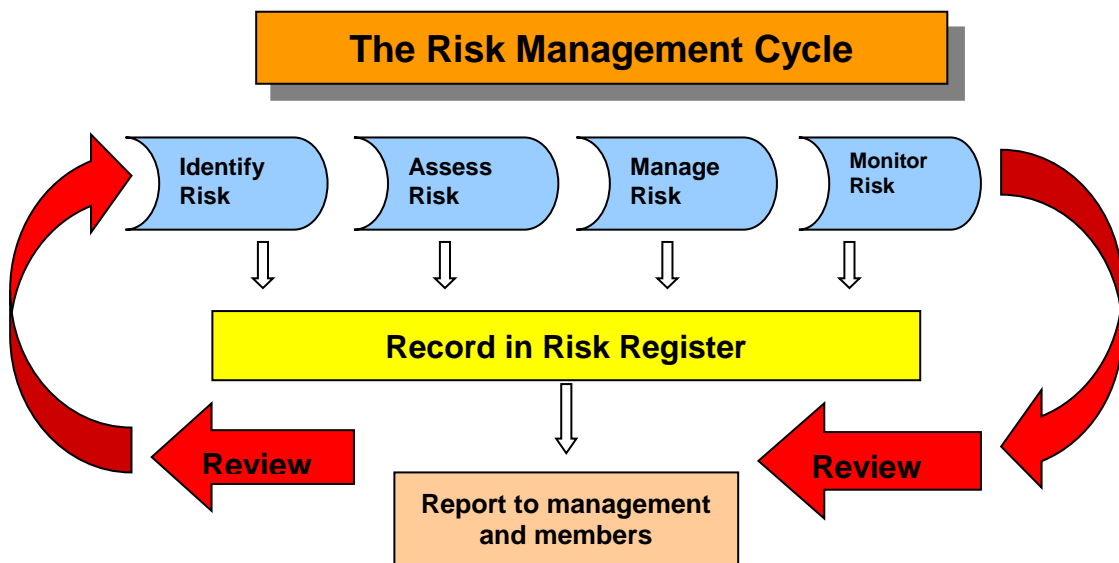 The Risk Management Cycle
Identify
Risk
Assess
Risk
Manage
Risk
Monitor
Risk
Record in Risk Register
Review
Review
Report to management
and members